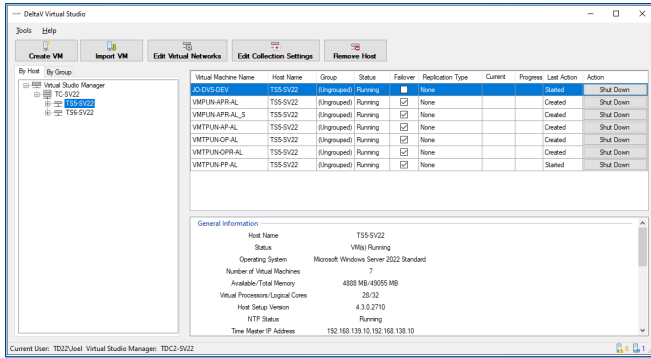 DeltaV Virtual Studio
Tools Help
Create VM Import VM Edit Virtual Networks Edit Collection Settings Remove Host
By Host By Group
Virtual Studio Manager
TC-SV22
TS5-SV22
TS6-SV22
Virtual Machine Name Host Name Group Status Failover Replication Type Current Progress Last Action Action
JO-DVS-DEV TS5-SV22 (Ungrouped) Running None Started Shut Down
VMPUN-APR-AL TS5-SV22 (Ungrouped) Running None Created Shut Down
VMPUN-APR-AL_S TS5-SV22 (Ungrouped) Running None Created Shut Down
VMTPUN-AP-AL TS5-SV22 (Ungrouped) Running None Created Shut Down
VMTPUN-OP-AL TS5-SV22 (Ungrouped) Running None Created Shut Down
VMTPUN-OPR-AL TS5-SV22 (Ungrouped) Running None Created Shut Down
VMTPUN-PP-AL TS5-SV22 (Ungrouped) Running None Started Shut Down
General Information
Host Name TS5-SV22
Status VM(s) Running
Operating System Microsoft Windows Server 2022 Standard
Number of Virtual Machines 7
Available/Total Memory 4888 MB/49055 MB
Virtual Processors/Logical Cores 28/32
Host Setup Version 4.3.0.2710
NTP Status Running
Time Master IP Address 192.168.139.10,192.168.138.10
Current User: TD22\Joel Virtual Studio Manager: TDC2-SV22 6 1